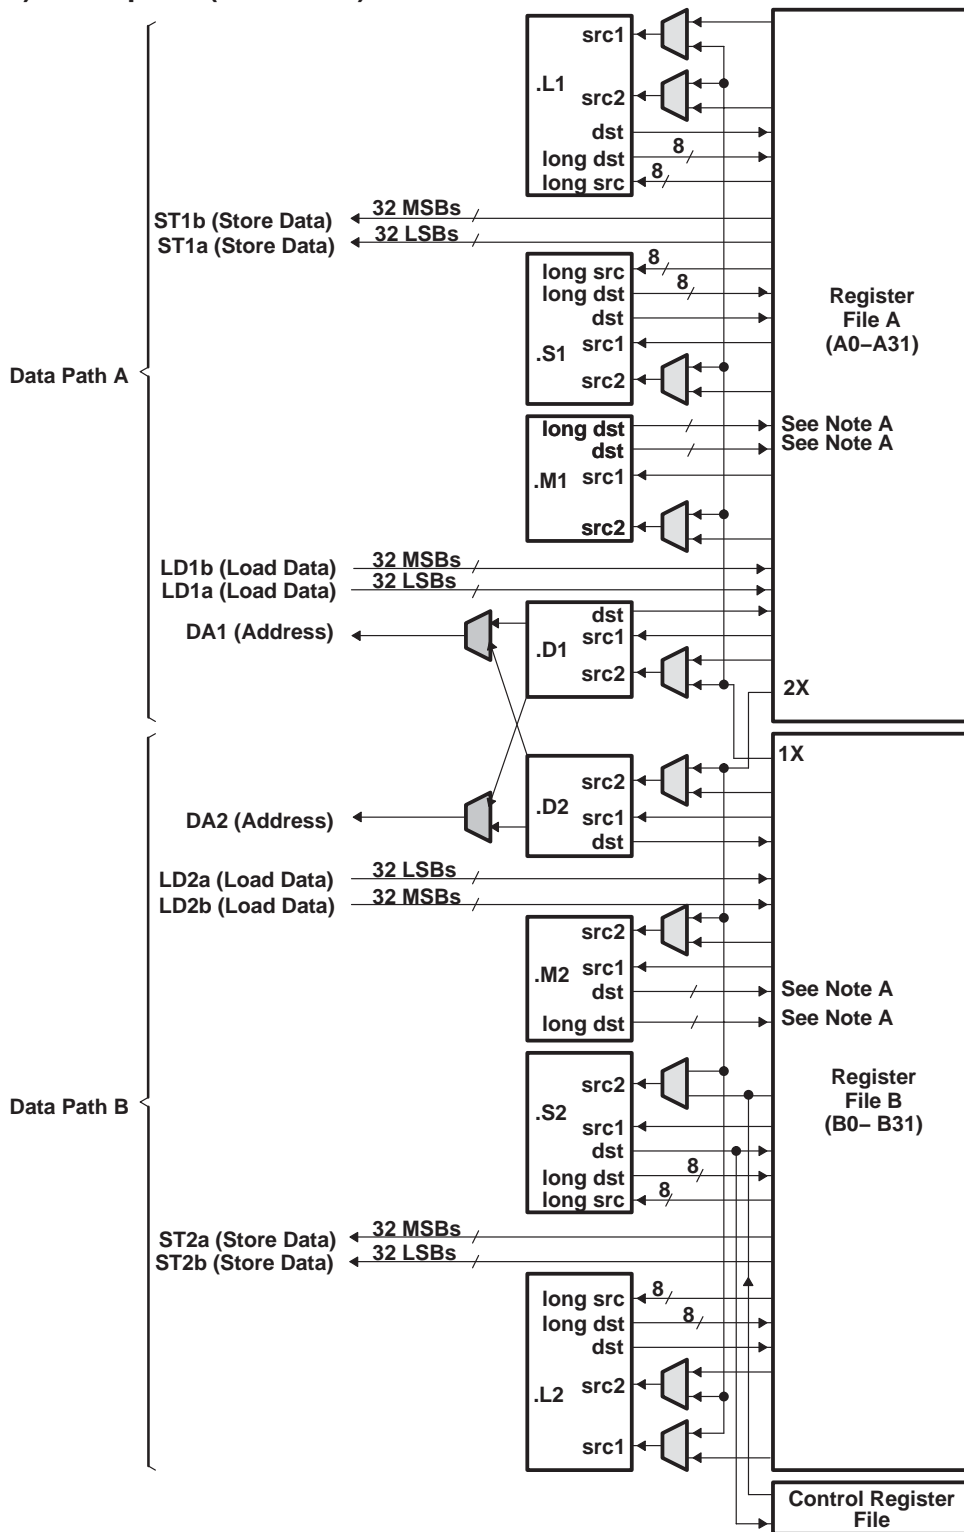 src1
.L1
src2
dst
long dst
8
long src
8
ST1b (Store Data)
32 MSBs
ST1a (Store Data)
32 LSBs
long src
8
long dst
8
dst
.S1
src1
src2
Register
File A
(A0−A31)
Data Path A
long dst
See Note A
dst
See Note A
.M1
src1
src2
LD1b (Load Data)
32 MSBs
LD1a (Load Data)
32 LSBs
DA1 (Address)
dst
src1
.D1
src2
2X
1X
src2
.D2
src1
DA2 (Address)
dst
LD2a (Load Data)
32 LSBs
LD2b (Load Data)
32 MSBs
src2
.M2
src1
dst
See Note A
long dst
See Note A
Data Path B
src2
.S2
src1
dst
long dst
8
long src
8
Register
File B
(B0− B31)
ST2a (Store Data)
32 MSBs
ST2b (Store Data)
32 LSBs
long src
8
long dst
8
dst
.L2
src2
src1
Control Register
File